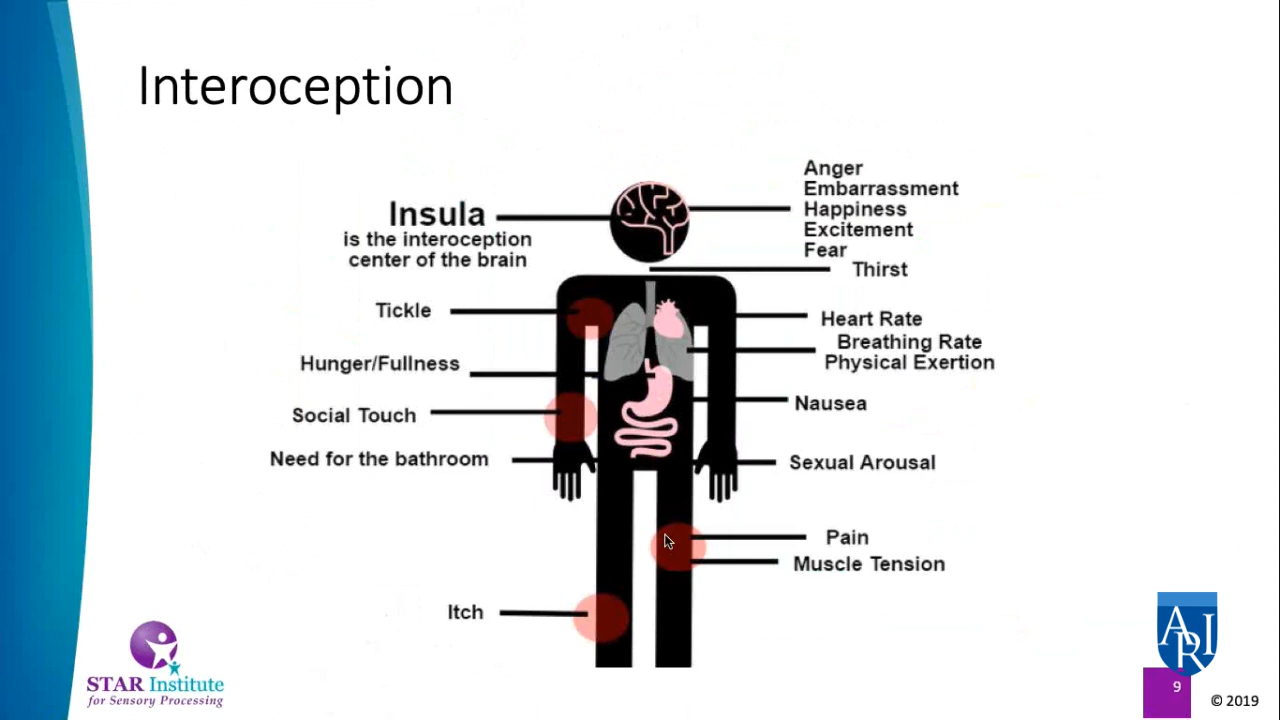 Interoception
Insula
is the interoception
center of the brain
Tickle
Hunger/Fullness
Social Touch
Need for the bathroom
Itch
Anger
Embarrassment
Happiness
Excitement
Fear
Thirst
Heart Rate
Breathing Rate
Physical Exertion
Nausea
Sexual Arousal
Pain
Muscle Tension
STAR Institute
for Sensory Processing
ARI
9
© 2019